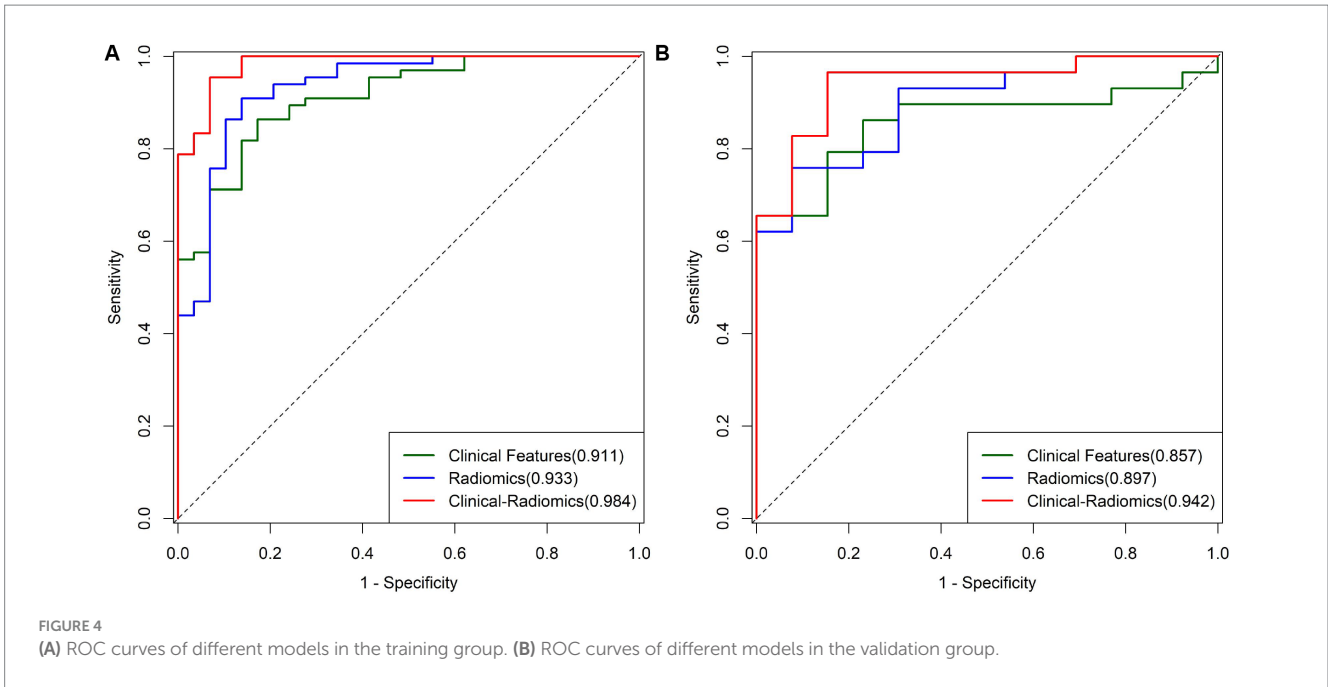 A
B
1.0
0.8
0.6
0.4
0.2
0.0
Sensitivity
Clinical Features(0.911)
Radiomics(0.933)
Clinical-Radiomics(0.984)
0.0 0.2 0.4 0.6 0.8 1.0
1 - Specificity
1.0
0.8
0.6
0.4
0.2
0.0
Sensitivity
Clinical Features(0.857)
Radiomics(0.897)
Clinical-Radiomics(0.942)
0.0 0.2 0.4 0.6 0.8 1.0
1 - Specificity
FIGURE 4
(A) ROC curves of different models in the training group. (B) ROC curves of different models in the validation group.